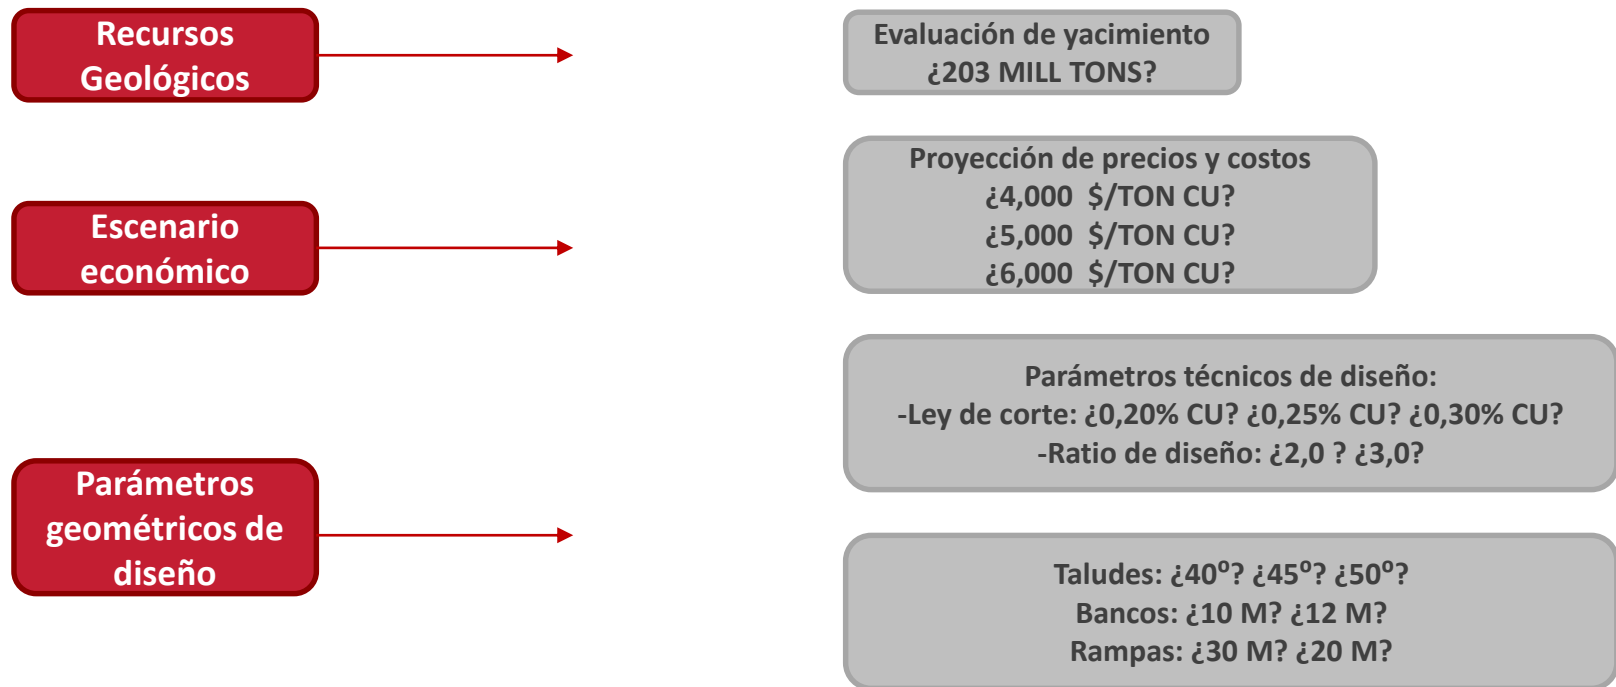 Recursos
Geológicos
Evaluación de yacimiento
¿203 MILL TONS?
Escenario
económico
Proyección de precios y costos
¿4,000  $/TON CU?
¿5,000  $/TON CU?
¿6,000  $/TON CU?
Parámetros
geométricos de
diseño
Parámetros técnicos de diseño:
-Ley de corte: ¿0,20% CU? ¿0,25% CU? ¿0,30% CU?
-Ratio de diseño: ¿2,0 ? ¿3,0?
Taludes: ¿40º? ¿45º? ¿50º?
Bancos: ¿10 M? ¿12 M?
Rampas: ¿30 M? ¿20 M?